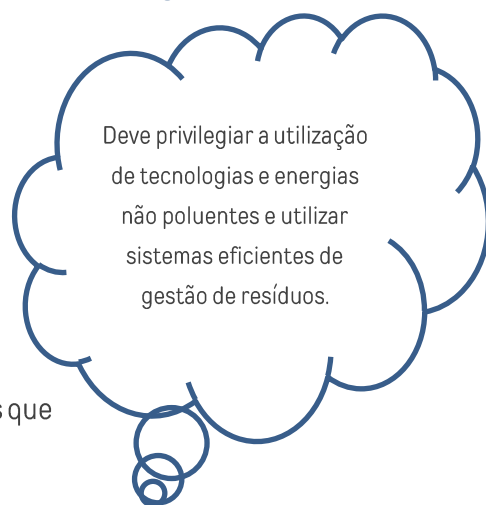 Deve privilegiar a utilização
de tecnologias e energias
não poluentes e utilizar
sistemas eficientes de
gestão de resíduos.
que